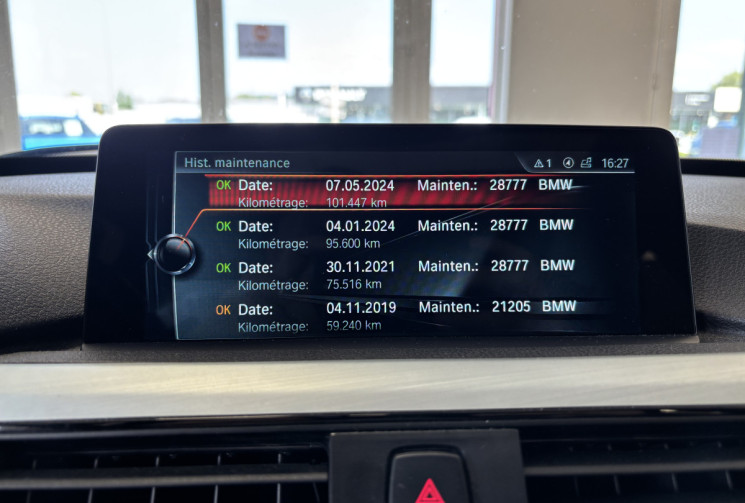 Hist. maintenance 1 16:27
OK Date: 07.05.2024 Mainten.: 28777 BMW
Kilométrage: 101.447 km
OK Date: 04.01.2024 Mainten.: 28777 BMW
Kilométrage: 95.600 km
OK Date: 30.11.2021 Mainten.: 28777 BMW
Kilométrage: 75.516 km
OK Date: 04.11.2019 Mainten.: 21205 BMW
Kilométrage: 59.240 km